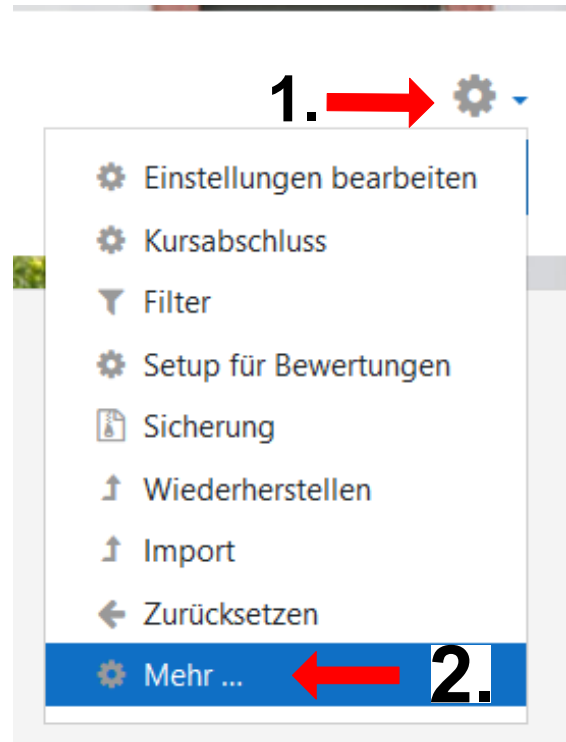 1.
Einstellungen bearbeiten
Kursabschluss
Filter
Setup für Bewertungen
Sicherung
Wiederherstellen
Import
Zurücksetzen
Mehr ... 2.